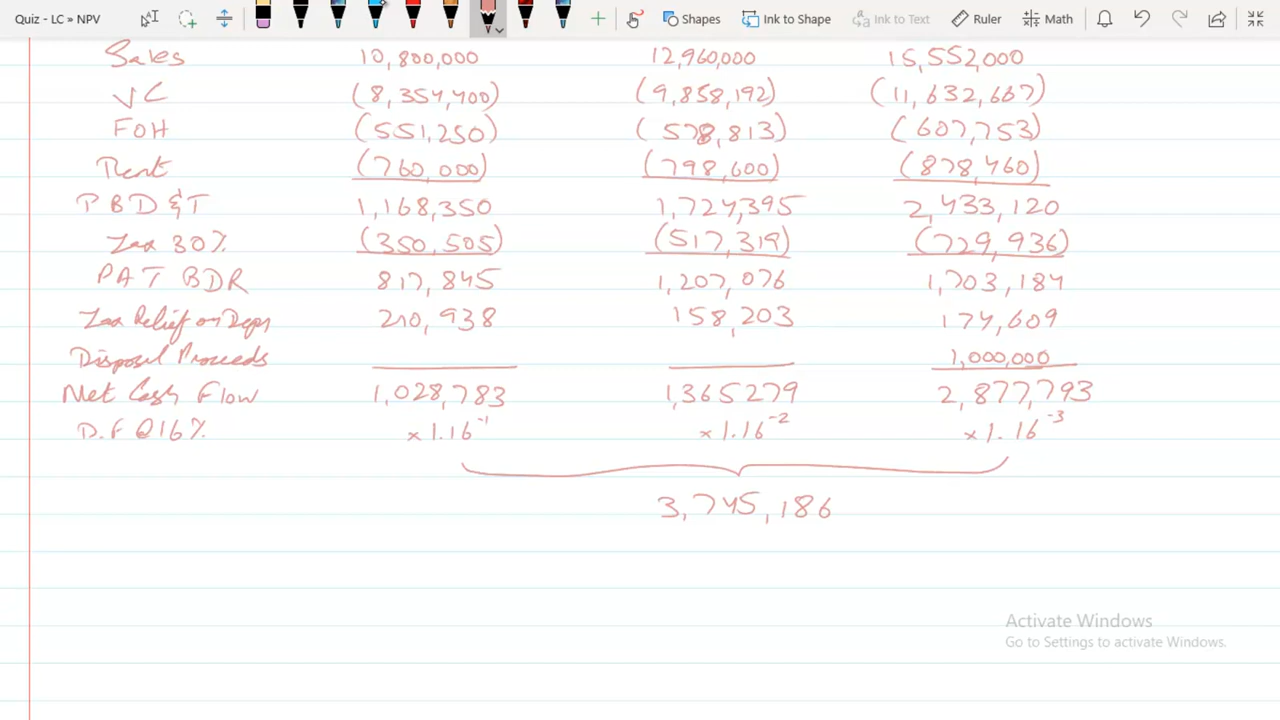 Quiz - LC » NPV Shapes Ink to Shape Ink to Text Ruler Math
Sales 10,800,000 12,960,000 15,552,000
VC (8,354,400) (9,858,192) (11,632,667)
FOH (551,250) (578,813) (607,753)
Rent (760,000) (798,600) (878,460)
PBD &T 1,168,350 1,724,395 2,433,120
Tax 30% (350,505) (517,319) (729,936)
PAT BDR 817,845 1,207,076 1,703,184
Tax Relief on Depn 210,938 158,203 174,609
Disposal Proceeds 1,000,000
Net Cash Flow 1,028,783 1,365279 2,877,793
D.F @16% ×1.16⁻¹ ×1.16⁻² ×1.16⁻³
3,745,186
Activate Windows
Go to Settings to activate Windows.